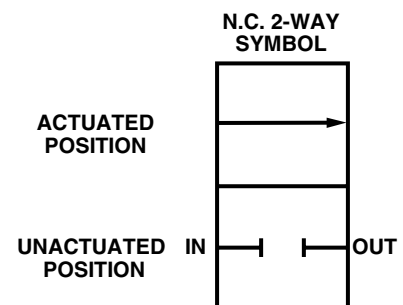 N.C. 2-WAY
SYMBOL
ACTUATED
POSITION
UNACTUATED
POSITION
IN
OUT